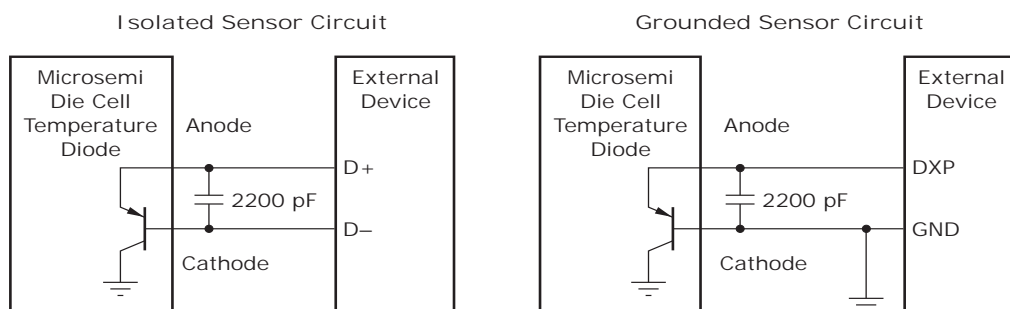 Isolated Sensor Circuit
Microsemi
Die Cell
Temperature
Diode
Anode
External
Device
D+
2200 pF
D–
Cathode
Grounded Sensor Circuit
Microsemi
Die Cell
Temperature
Diode
Anode
External
Device
DXP
2200 pF
GND
Cathode